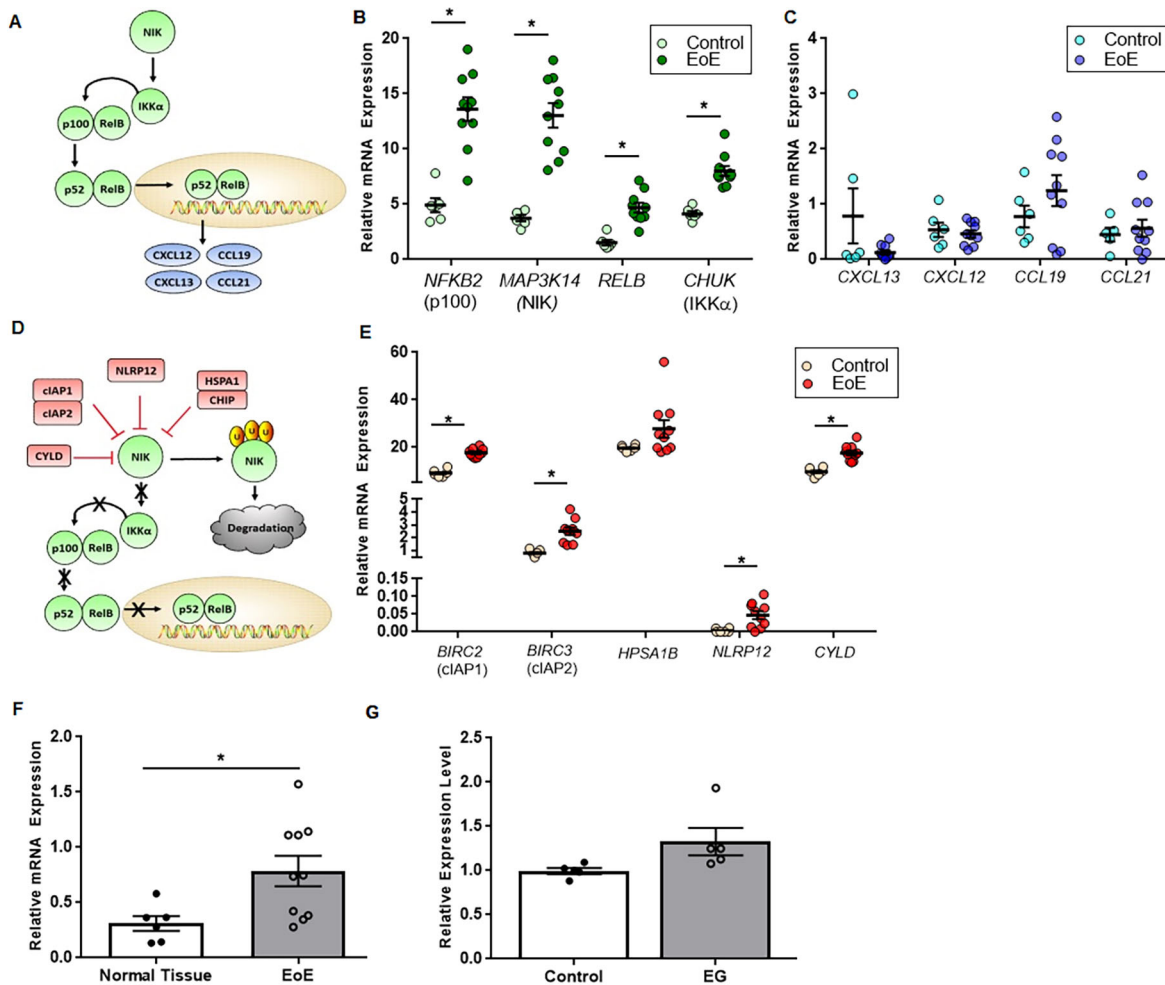 A
NIK
IKKα
p100 RelB
p52 RelB
p52 RelB
CXCL12 CCL19
CXCL13 CCL21
B
* * * *
Control
EoE
Relative mRNA Expression
20
15
10
5
0
NFKB2 MAP3K14 RELB CHUK
(p100) (NIK) (IKKα)
C
Control
EoE
Relative mRNA Expression
4
3
2
1
0
CXCL13 CXCL12 CCL19 CCL21
D
NLRP12
cIAP1
cIAP2
HSPA1
CHIP
CYLD
NIK
U U U
NIK
X
X
IKKα
Degradation
p100 RelB
X
p52 RelB
X
p52 RelB
E
Control
EoE
Relative mRNA Expression
60
40
20
5
4
3
2
1
0.15
0.10
0.05
0.00
* * * *
BIRC2 BIRC3 HPSA1B NLRP12 CYLD
(cIAP1) (cIAP2)
F
Relative mRNA Expression
2.0
1.5
1.0
0.5
0.0
*
Normal Tissue EoE
G
Relative Expression Level
2.5
2.0
1.5
1.0
0.5
0.0
Control EG